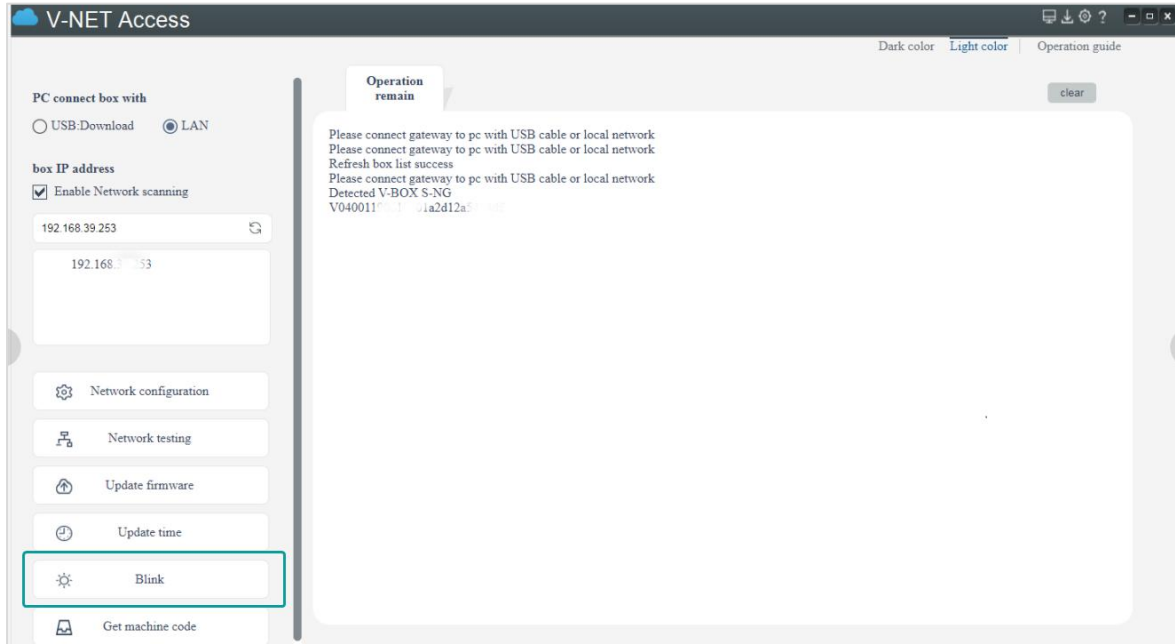 V-NET Access
?
Dark color Light color Operation guide
PC connect box with
USB:Download LAN
box IP address
Enable Network scanning
192.168.39.253
192.168.
53
Network configuration
Network testing
Update firmware
Update time
Blink
Get machine code
Operation
remain
clear
Please connect gateway to pc with USB cable or local network
Please connect gateway to pc with USB cable or local network
Refresh box list success
Please connect gateway to pc with USB cable or local network
Detected V-BOX S-NG